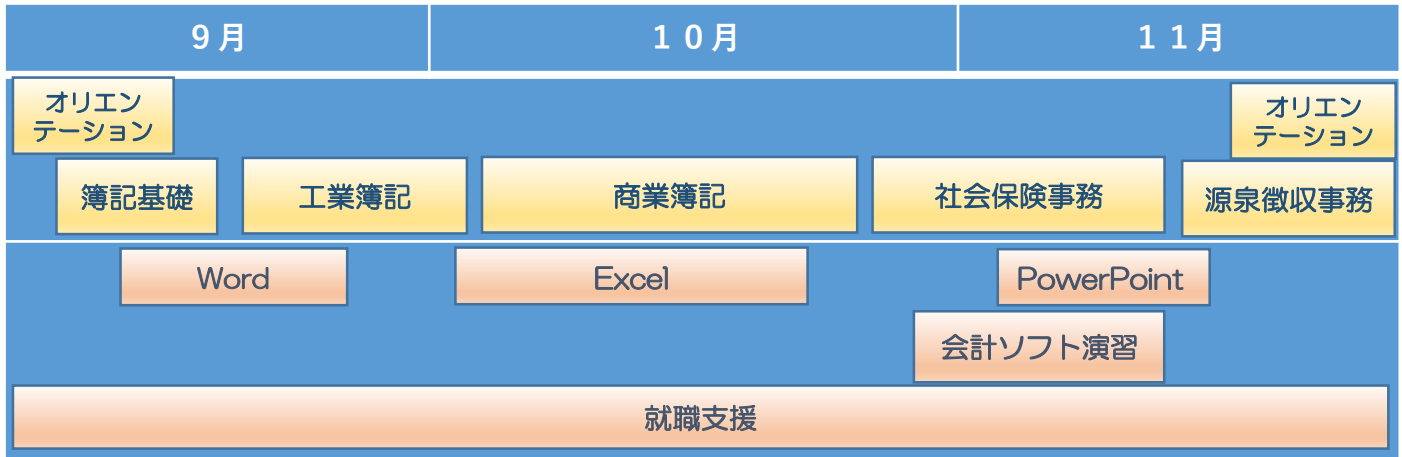 ９月
１０月
１１月
オリエン
テーション
オリエン
テーション
簿記基礎
工業簿記
商業簿記
社会保険事務
源泉徴収事務
Word
Excel
PowerPoint
会計ソフト演習
就職支援